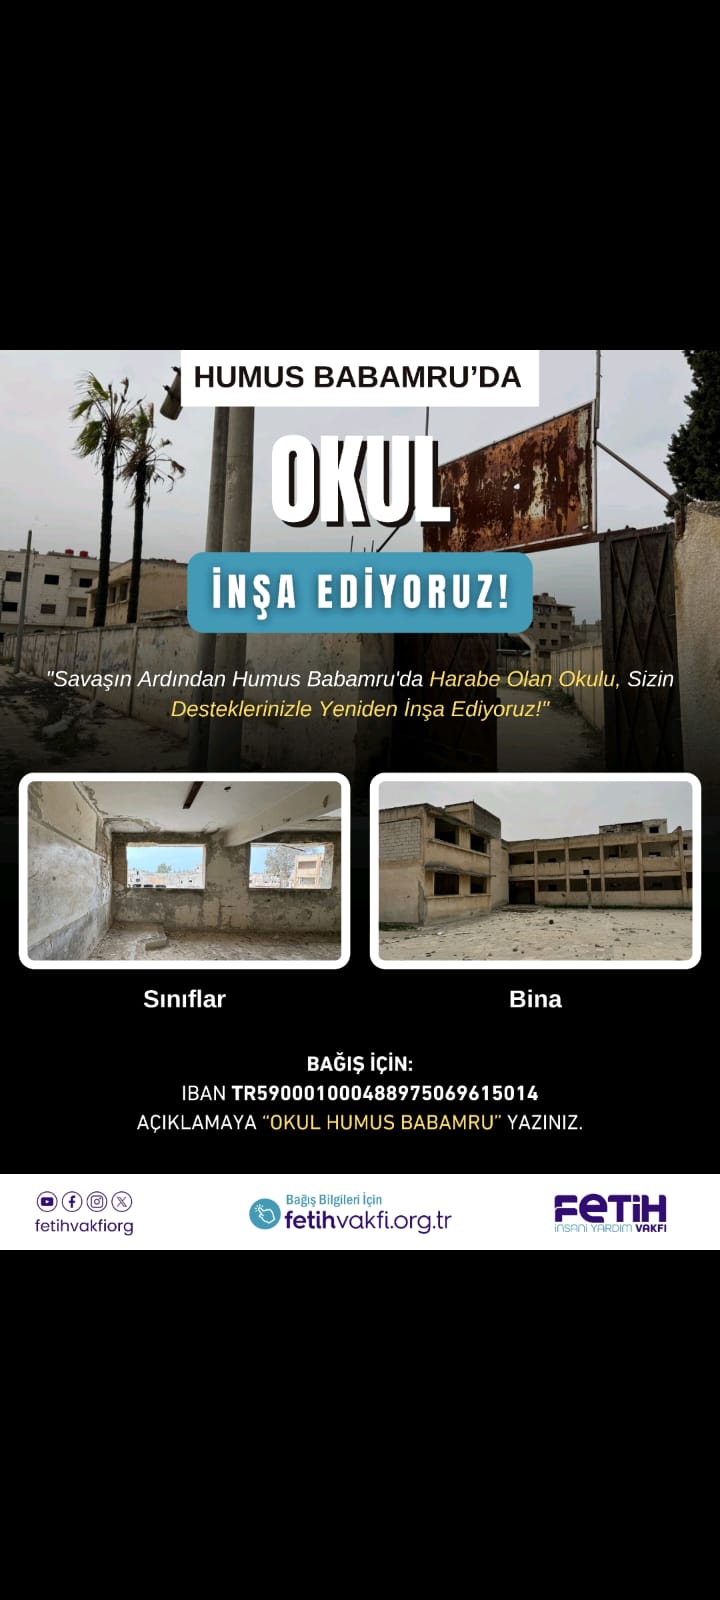 HUMUS BABAMRU’DA
OKUL
İNŞA EDİYORUZ!
"Savaşın Ardından Humus Babamru'da Harabe Olan Okulu, Sizin
Desteklerinizle Yeniden İnşa Ediyoruz!"
Sınıflar
Bina
BAĞIŞ İÇİN:
IBAN TR590001000488975069615014
AÇIKLAMAYA “OKUL HUMUS BABAMRU” YAZINIZ.
fetihvakfiorg
Bağış Bilgileri İçin
fetihvakfi.org.tr
FETİH
İNSANİ YARDIM VAKFI